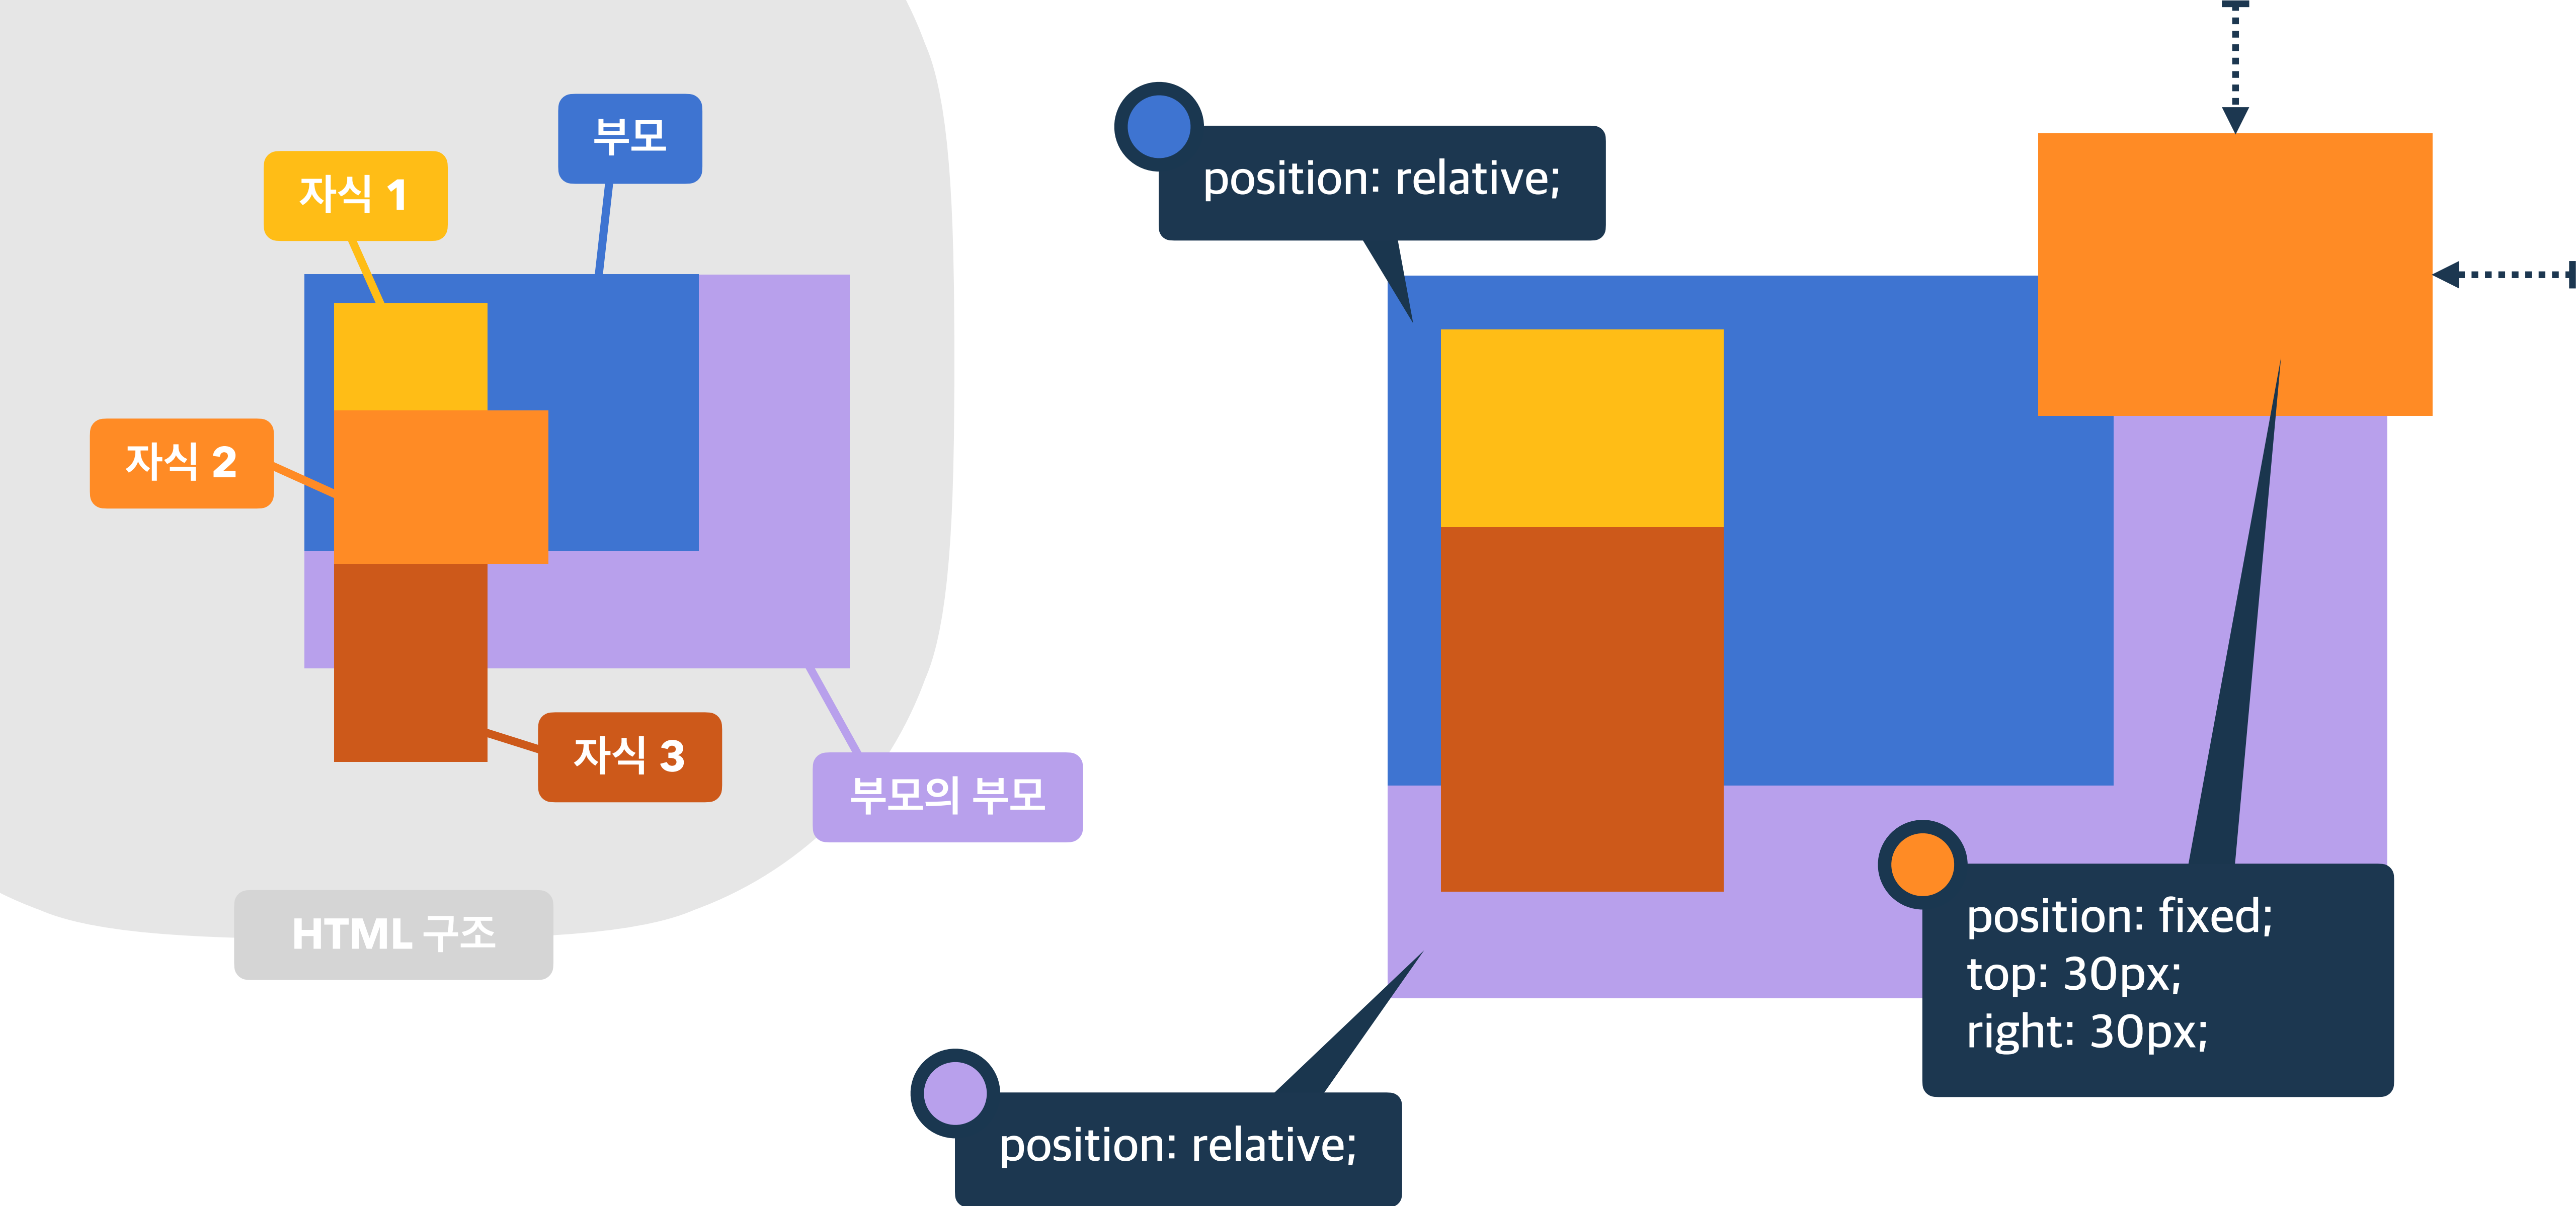 부모
자식 1
자식 2
자식 3
부모의 부모
HTML 구조
position: relative;
position: fixed;
top: 30px;
right: 30px;
position: relative;